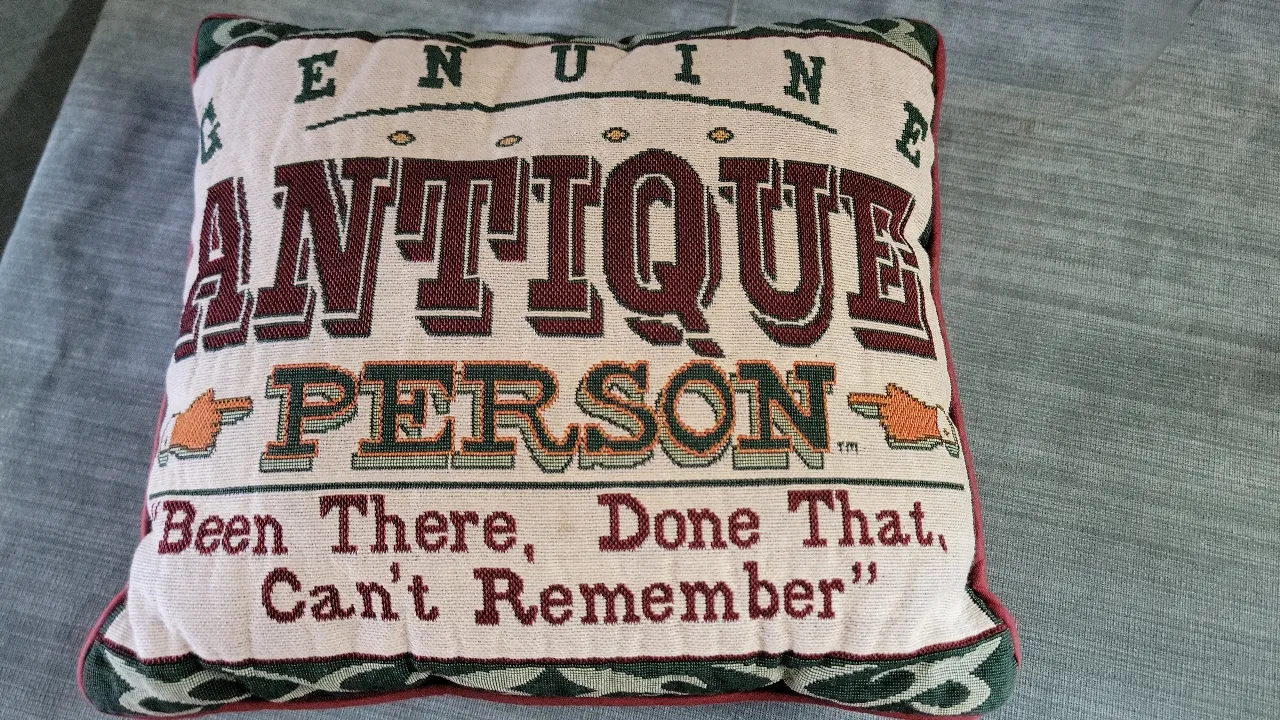 GENUINE
ANTIQUE
PERSON™
"Been There, Done That,
Can't Remember"